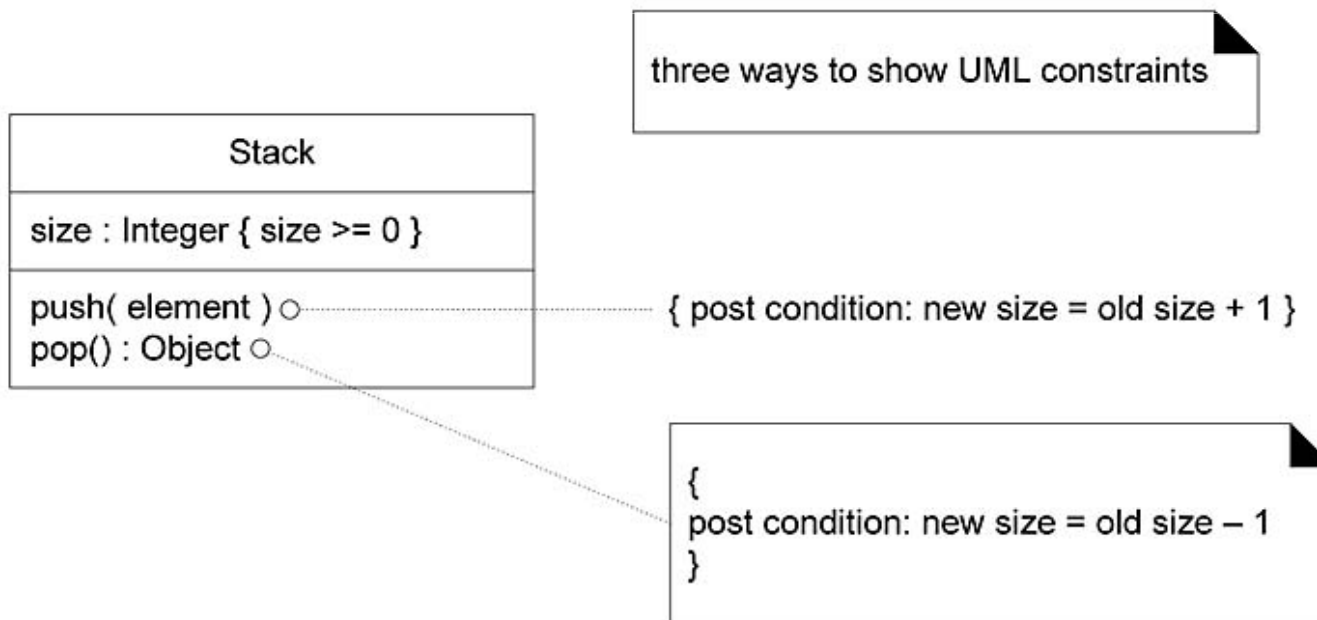 three ways to show UML constraints
Stack
size : Integer { size >= 0 }
push( element )
pop() : Object
{ post condition: new size = old size + 1 }
{
post condition: new size = old size – 1
}